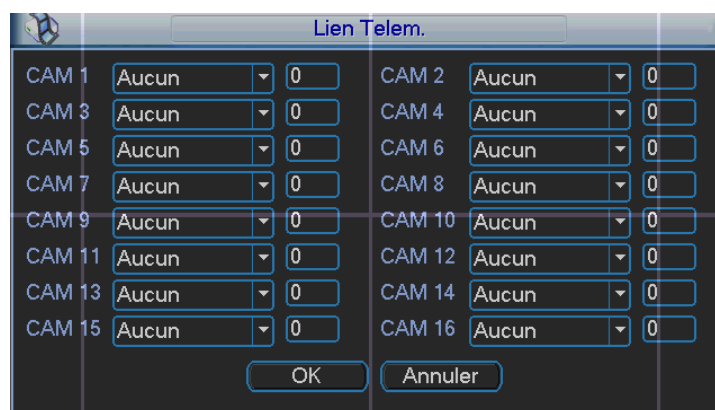 Lien Telem.
CAM 1 Aucun 0 CAM 2 Aucun 0
CAM 3 Aucun 0 CAM 4 Aucun 0
CAM 5 Aucun 0 CAM 6 Aucun 0
CAM 7 Aucun 0 CAM 8 Aucun 0
CAM 9 Aucun 0 CAM 10 Aucun 0
CAM 11 Aucun 0 CAM 12 Aucun 0
CAM 13 Aucun 0 CAM 14 Aucun 0
CAM 15 Aucun 0 CAM 16 Aucun 0
OK Annuler